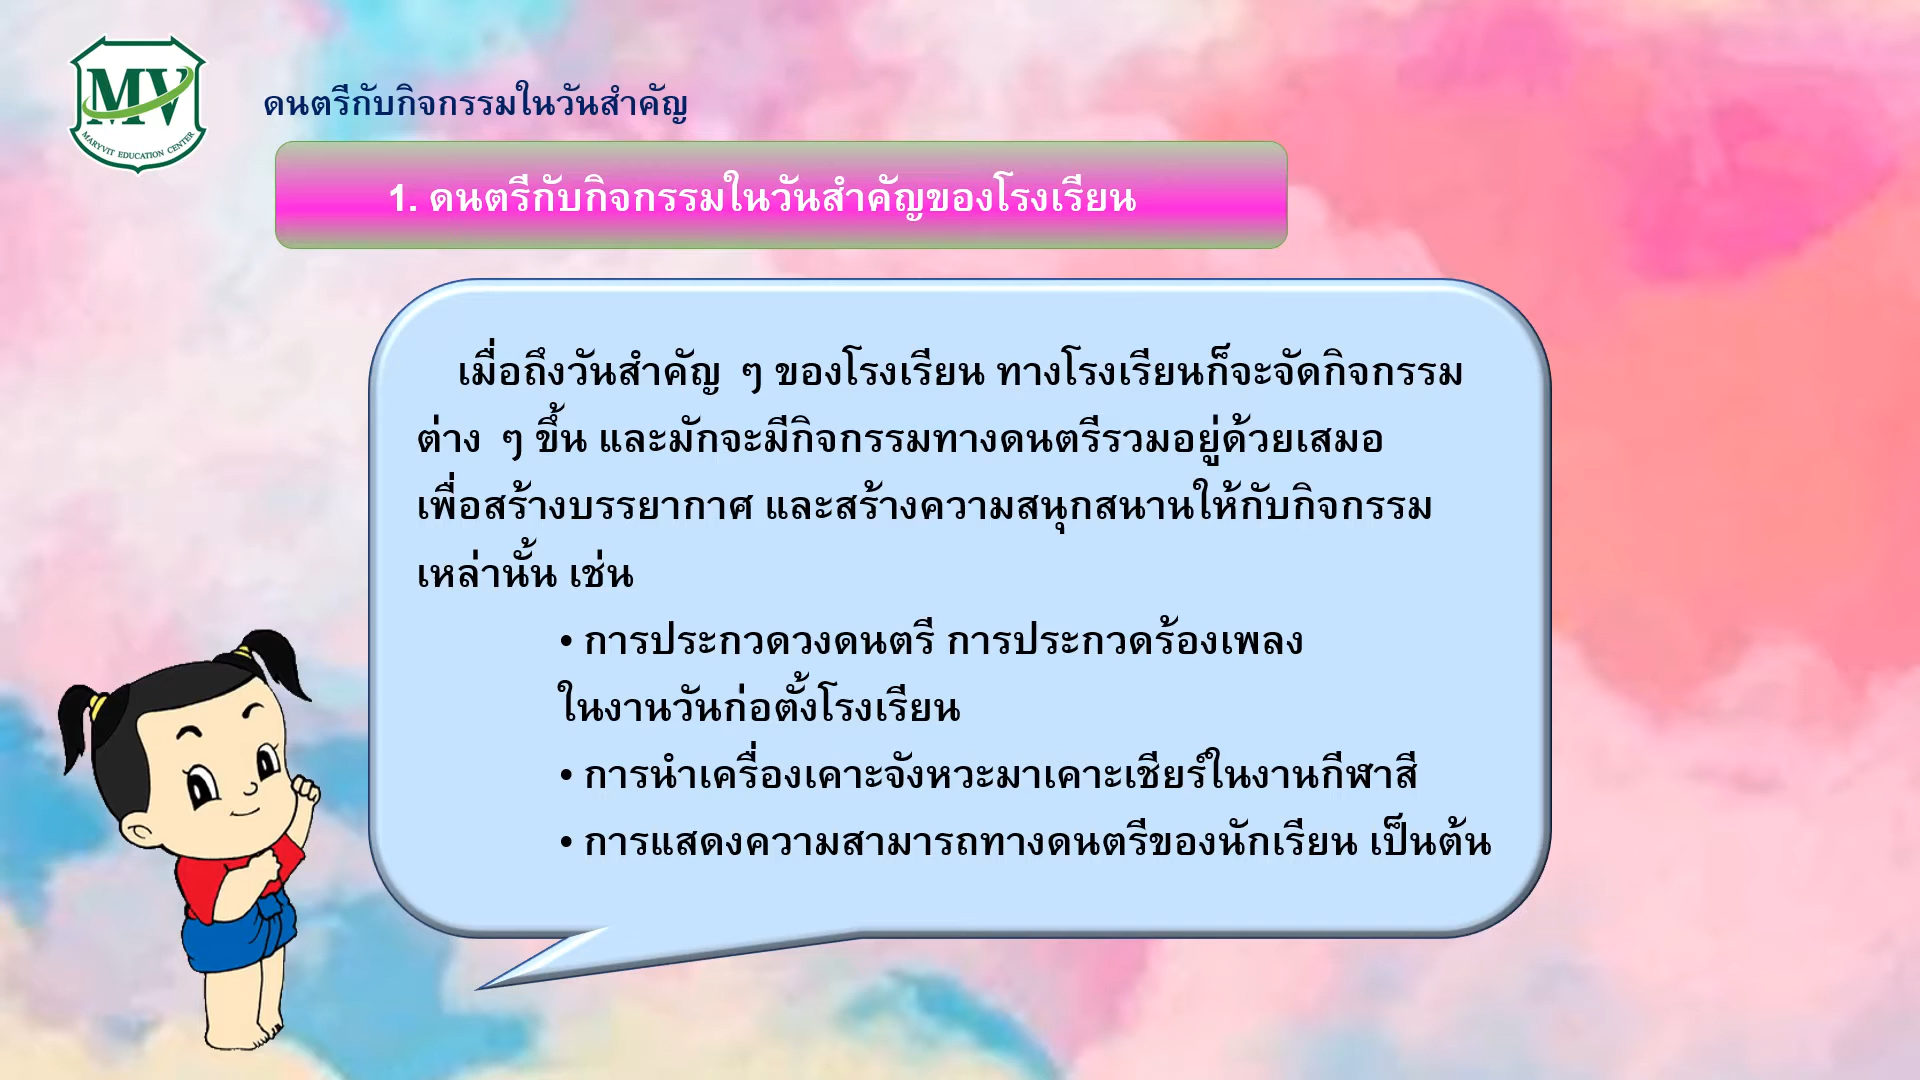 MV
MARYVIT EDUCATION CENTER
ดนตรีกับกิจกรรมในวันสำคัญ
1. ดนตรีกับกิจกรรมในวันสำคัญของโรงเรียน
เมื่อถึงวันสำคัญ ๆ ของโรงเรียน ทางโรงเรียนก็จะจัดกิจกรรม
ต่าง ๆ ขึ้น และมักจะมีกิจกรรมทางดนตรีรวมอยู่ด้วยเสมอ
เพื่อสร้างบรรยากาศ และสร้างความสนุกสนานให้กับกิจกรรม
เหล่านั้น เช่น
• การประกวดวงดนตรี การประกวดร้องเพลง
ในงานวันก่อตั้งโรงเรียน
• การนำเครื่องเคาะจังหวะมาเคาะเชียร์ในงานกีฬาสี
• การแสดงความสามารถทางดนตรีของนักเรียน เป็นต้น